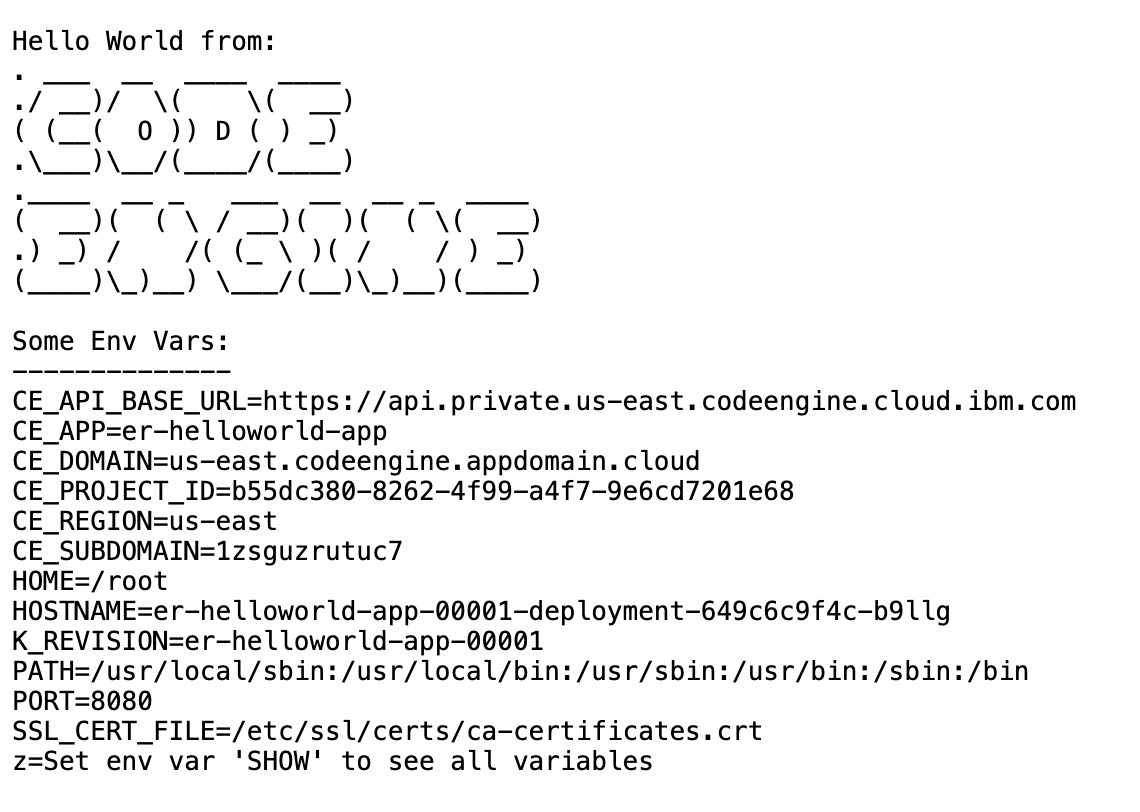 Hello World from:
. ___  __  ____  ____
./ __)/  \(    \(  __)
( (__(  O )) D ( ) _)
.\___)\__/(____/(____)
.____  __ _   ___  __  __ _  ____
(  __)(  ( \ / __)(  )(  ( \(  __)
.) _) /    /( (_ \ )( /    / ) _)
(____)\_)__) \___/(__)\_)__)(____)

Some Env Vars:
--------------
CE_API_BASE_URL=https://api.private.us-east.codeengine.cloud.ibm.com
CE_APP=er-helloworld-app
CE_DOMAIN=us-east.codeengine.appdomain.cloud
CE_PROJECT_ID=b55dc380-8262-4f99-a4f7-9e6cd7201e68
CE_REGION=us-east
CE_SUBDOMAIN=1zsguzrutuc7
HOME=/root
HOSTNAME=er-helloworld-app-00001-deployment-649c6c9f4c-b9llg
K_REVISION=er-helloworld-app-00001
PATH=/usr/local/sbin:/usr/local/bin:/usr/sbin:/usr/bin:/sbin:/bin
PORT=8080
SSL_CERT_FILE=/etc/ssl/certs/ca-certificates.crt
z=Set env var 'SHOW' to see all variables